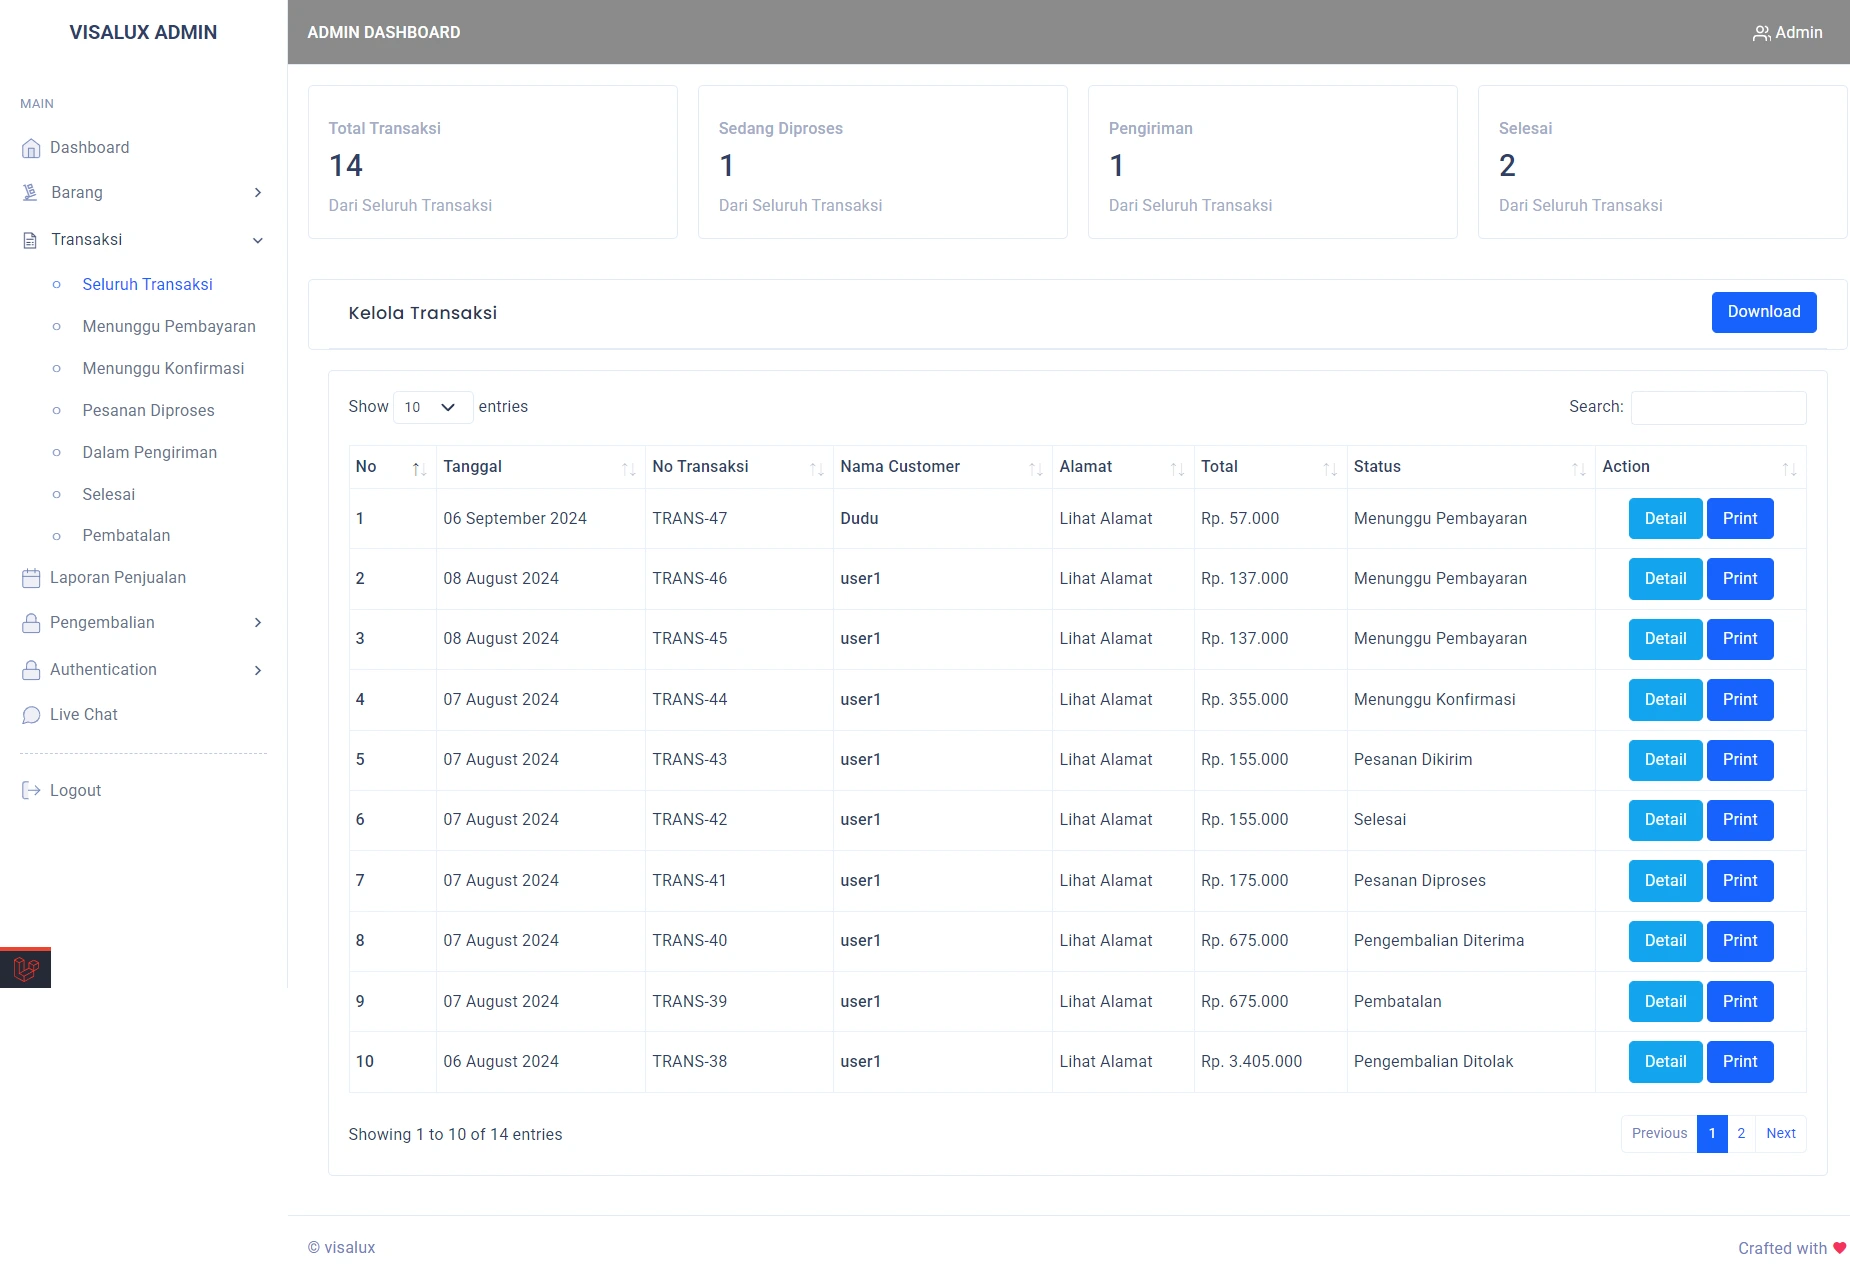 VISALUX ADMIN
ADMIN DASHBOARD
Admin
MAIN
Dashboard
Barang
Transaksi
Seluruh Transaksi
Menunggu Pembayaran
Menunggu Konfirmasi
Pesanan Diproses
Dalam Pengiriman
Selesai
Pembatalan
Laporan Penjualan
Pengembalian
Authentication
Live Chat
Logout
Total Transaksi
14
Dari Seluruh Transaksi
Sedang Diproses
1
Dari Seluruh Transaksi
Pengiriman
1
Dari Seluruh Transaksi
Selesai
2
Dari Seluruh Transaksi
Kelola Transaksi
Download
Show 10 entries
Search:
No Tanggal No Transaksi Nama Customer Alamat Total Status Action
1 06 September 2024 TRANS-47 Dudu Lihat Alamat Rp. 57.000 Menunggu Pembayaran Detail Print
2 08 August 2024 TRANS-46 user1 Lihat Alamat Rp. 137.000 Menunggu Pembayaran Detail Print
3 08 August 2024 TRANS-45 user1 Lihat Alamat Rp. 137.000 Menunggu Pembayaran Detail Print
4 07 August 2024 TRANS-44 user1 Lihat Alamat Rp. 355.000 Menunggu Konfirmasi Detail Print
5 07 August 2024 TRANS-43 user1 Lihat Alamat Rp. 155.000 Pesanan Dikirim Detail Print
6 07 August 2024 TRANS-42 user1 Lihat Alamat Rp. 155.000 Selesai Detail Print
7 07 August 2024 TRANS-41 user1 Lihat Alamat Rp. 175.000 Pesanan Diproses Detail Print
8 07 August 2024 TRANS-40 user1 Lihat Alamat Rp. 675.000 Pengembalian Diterima Detail Print
9 07 August 2024 TRANS-39 user1 Lihat Alamat Rp. 675.000 Pembatalan Detail Print
10 06 August 2024 TRANS-38 user1 Lihat Alamat Rp. 3.405.000 Pengembalian Ditolak Detail Print
Showing 1 to 10 of 14 entries
Previous 1 2 Next
© visalux
Crafted with